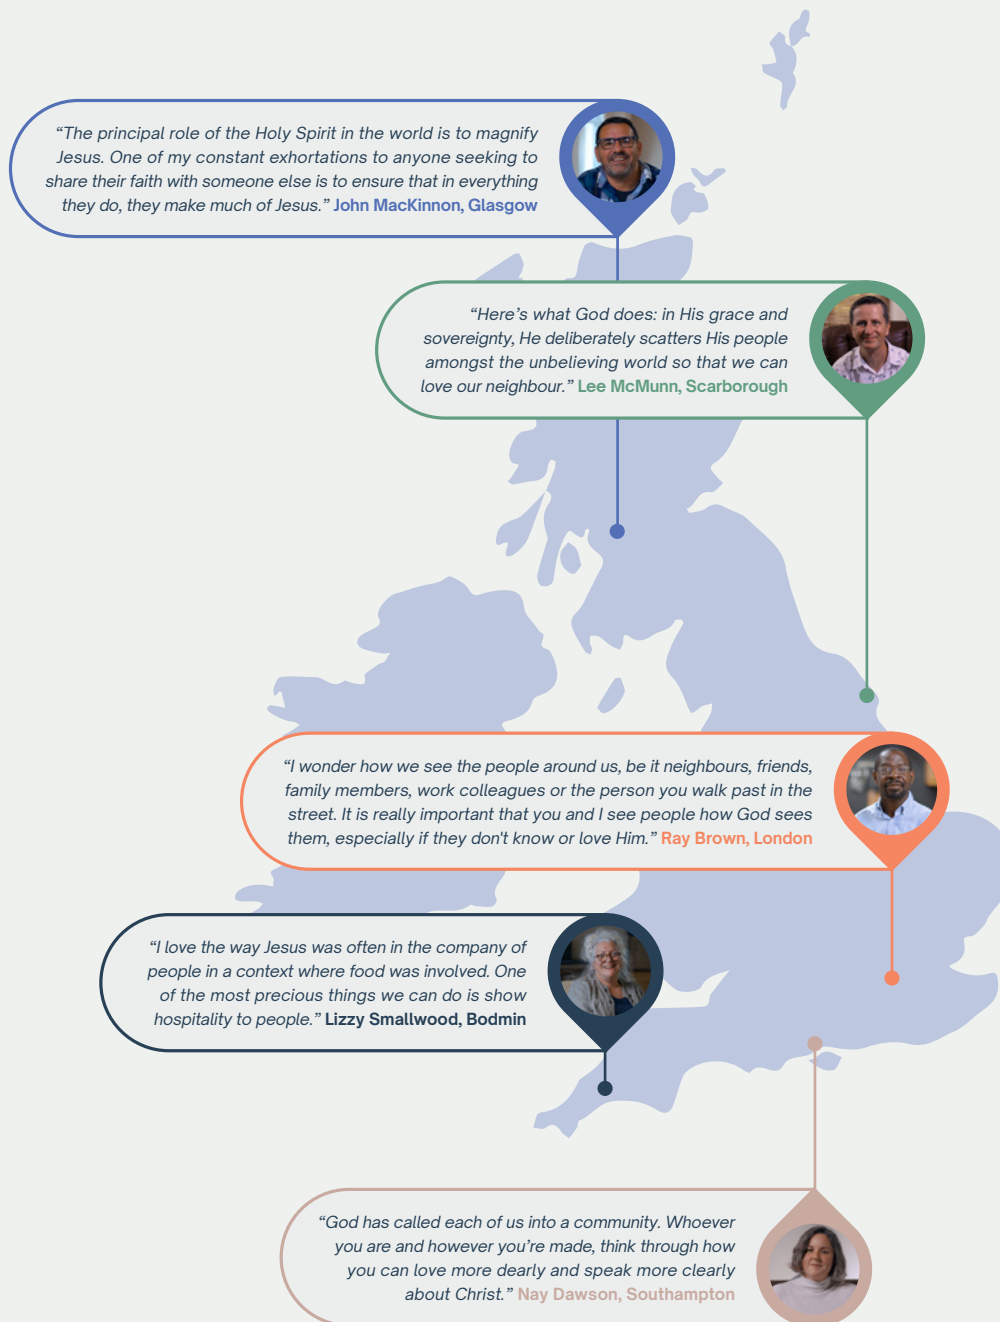 “The principal role of the Holy Spirit in the world is to magnify
Jesus. One of my constant exhortations to anyone seeking to
share their faith with someone else is to ensure that in everything
they do, they make much of Jesus.” John MacKinnon, Glasgow
“Here’s what God does: in His grace and
sovereignty, He deliberately scatters His people
amongst the unbelieving world so that we can
love our neighbour.” Lee McMunn, Scarborough
“I wonder how we see the people around us, be it neighbours, friends,
family members, work colleagues or the person you walk past in the
street. It is really important that you and I see people how God sees
them, especially if they don't know or love Him.” Ray Brown, London
“I love the way Jesus was often in the company of
people in a context where food was involved. One
of the most precious things we can do is show
hospitality to people.” Lizzy Smallwood, Bodmin
“God has called each of us into a community. Whoever
you are and however you’re made, think through how
you can love more dearly and speak more clearly
about Christ.” Nay Dawson, Southampton